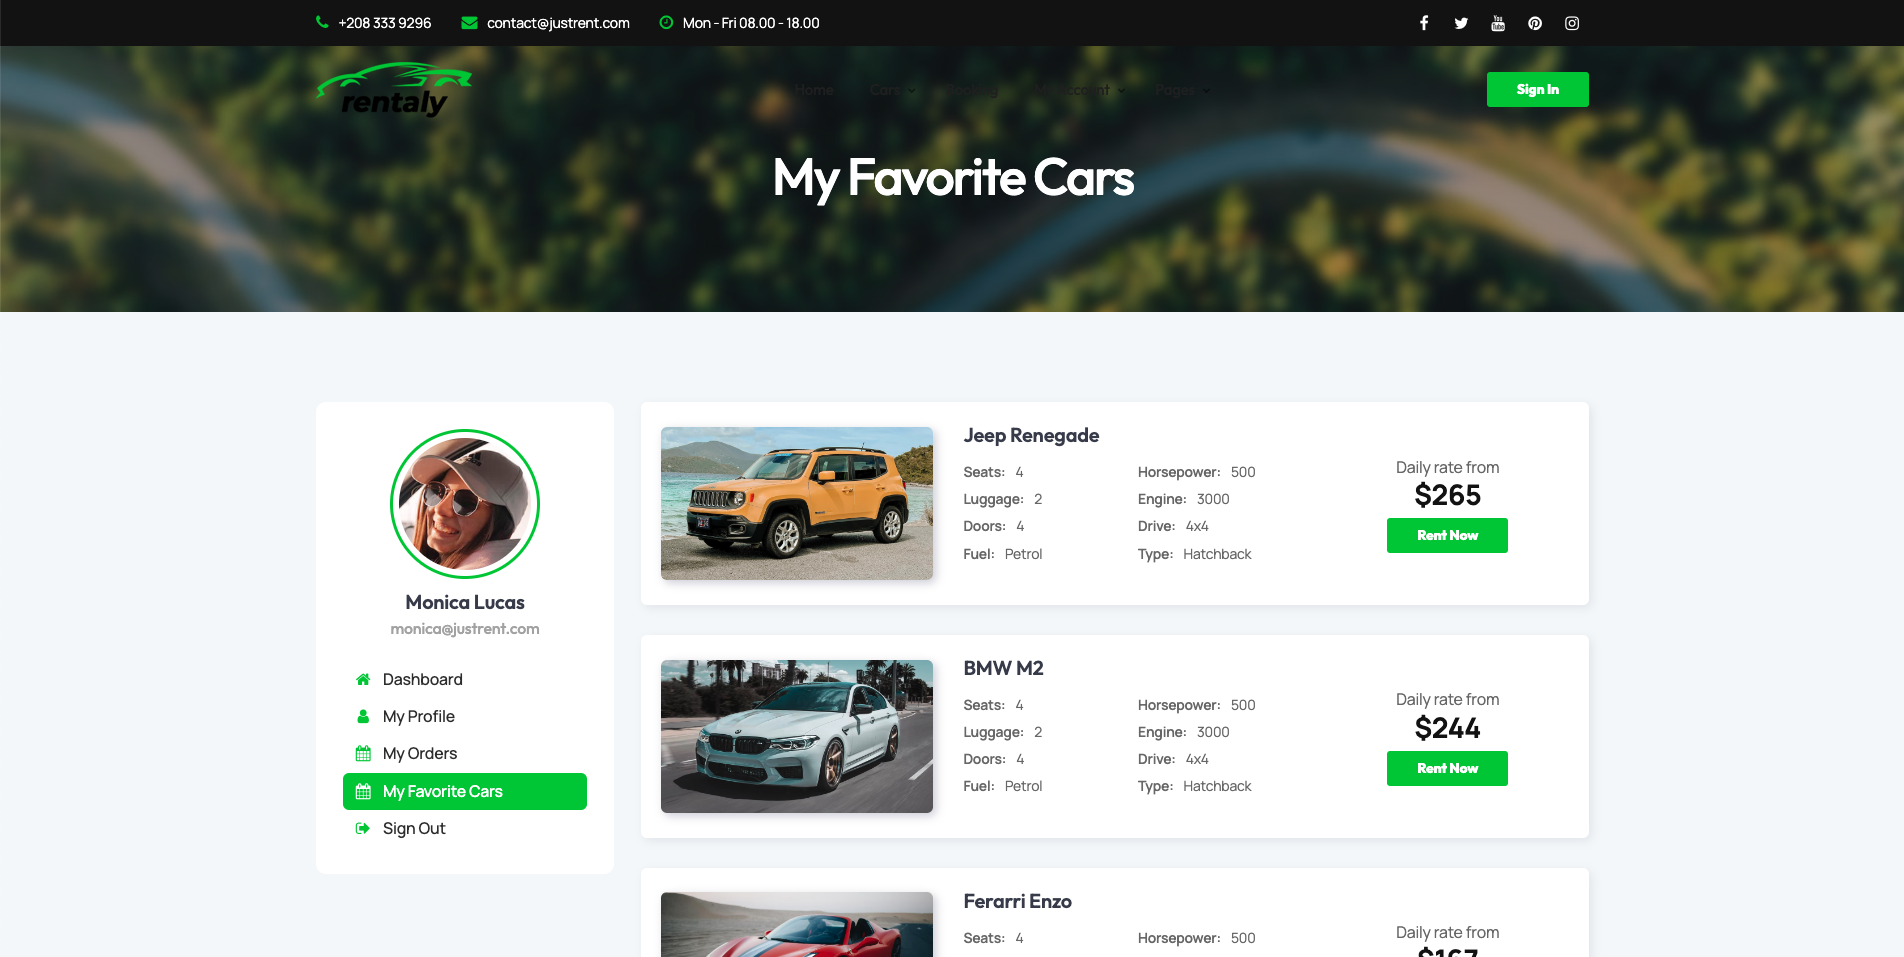 +208 333 9296 contact@justrent.com Mon - Fri 08.00 - 18.00
rentaly
Home Cars Booking My Account Pages
Sign In
My Favorite Cars
Monica Lucas
monica@justrent.com
Dashboard
My Profile
My Orders
My Favorite Cars
Sign Out
Jeep Renegade
Seats: 4 Horsepower: 500
Luggage: 2 Engine: 3000
Doors: 4 Drive: 4x4
Fuel: Petrol Type: Hatchback
Daily rate from
$265
Rent Now
BMW M2
Seats: 4 Horsepower: 500
Luggage: 2 Engine: 3000
Doors: 4 Drive: 4x4
Fuel: Petrol Type: Hatchback
Daily rate from
$244
Rent Now
Ferarri Enzo
Seats: 4 Horsepower: 500
Daily rate from
$167